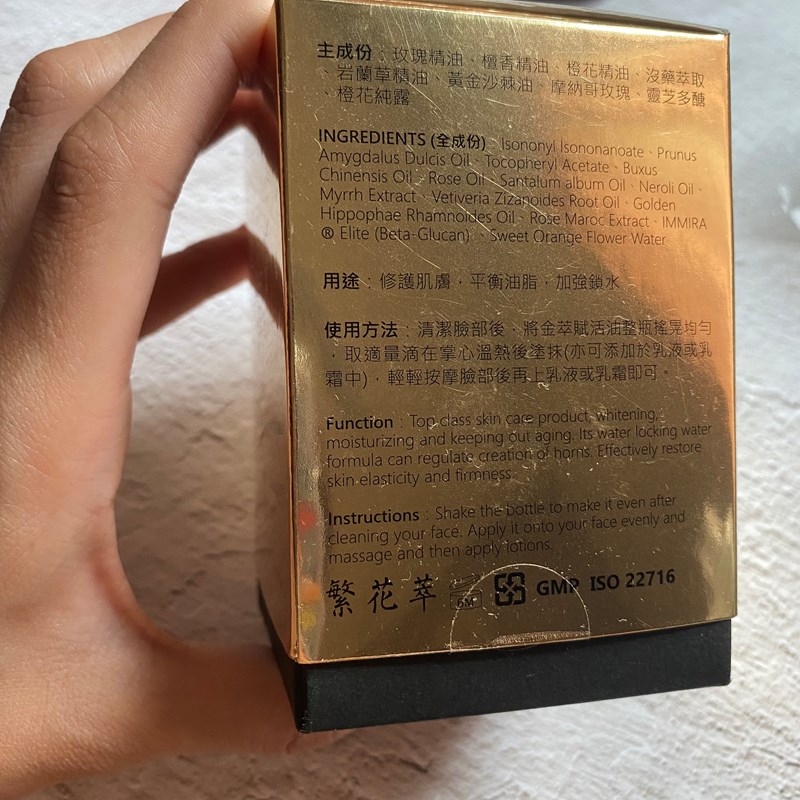 主成份：玫瑰精油、檀香精油、橙花精油、沒藥萃取
、岩蘭草精油、黃金沙棘油、摩納哥玫瑰、靈芝多醣
、橙花純露
INGREDIENTS (全成份)：Isononyl Isononanoate、Prunus
Amygdalus Dulcis Oil、Tocopheryl Acetate、Buxus
Chinensis Oil、Rose Oil、Santalum album Oil、Neroli Oil、
Myrrh Extract、Vetiveria Zizanoides Root Oil、Golden
Hippophae Rhamnoides Oil、Rose Maroc Extract、IMMIRA
® Elite (Beta-Glucan) 、Sweet Orange Flower Water
用途：修護肌膚，平衡油脂，加強鎖水
使用方法：清潔臉部後，將金萃賦活油整瓶搖晃均勻
，取適量滴在掌心溫熱後塗抹(亦可添加於乳液或乳
霜中)，輕輕按摩臉部後再上乳液或乳霜即可。
Function：Top class skin care product, whitening,
moisturizing and keeping out aging. Its water locking water
formula can regulate creation of horns. Effectively restore
skin elasticity and firmness.
Instructions：Shake the bottle to make it even after
cleaning your face. Apply it onto your face evenly and
massage and then apply lotions.
繁花萃 6M GMP ISO 22716